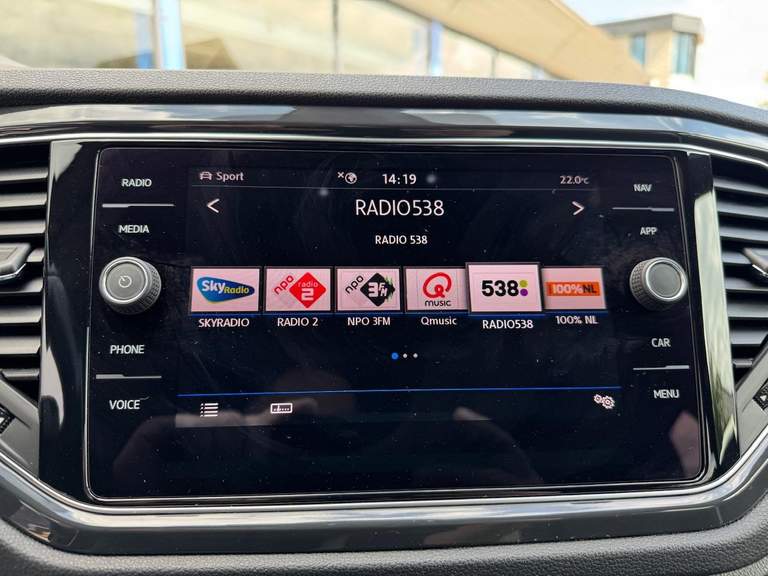 RADIO
MEDIA
PHONE
VOICE
Sport
14:19
22.0°C
RADIO538
RADIO 538
Sky Radio
npo radio 2
npo 3FM
Q music
538
100%NL
SKYRADIO
RADIO 2
NPO 3FM
Qmusic
RADIO538
100% NL
NAV
APP
CAR
MENU